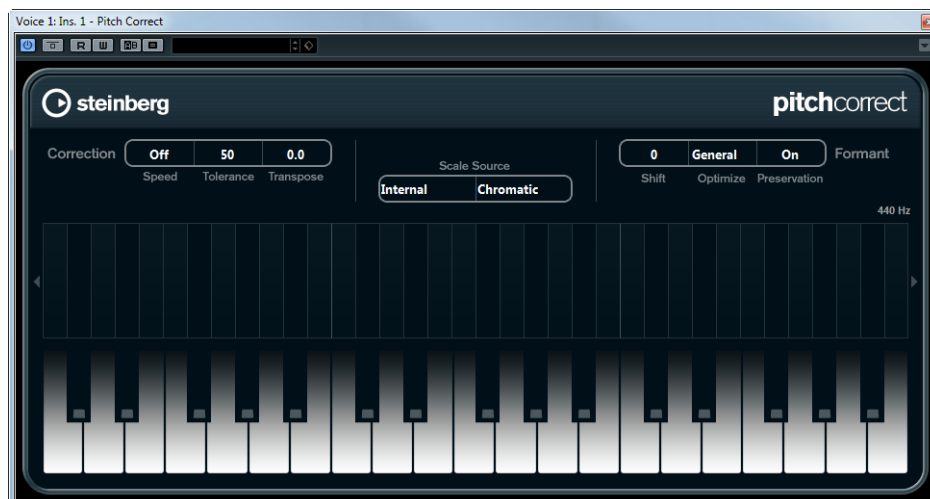 Voice 1: Ins. 1 - Pitch Correct
R W
steinberg
pitchcorrect
Correction Off 50 0.0
Speed Tolerance Transpose
Scale Source
Internal Chromatic
0 General On Formant
Shift Optimize Preservation
440 Hz